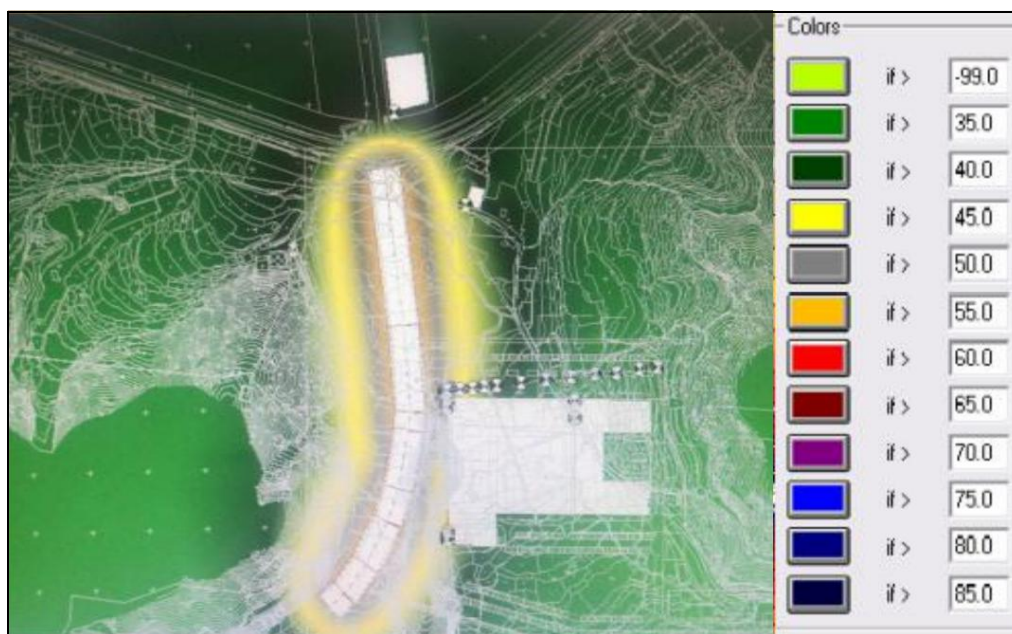 Colors
if > -99.0
if > 35.0
if > 40.0
if > 45.0
if > 50.0
if > 55.0
if > 60.0
if > 65.0
if > 70.0
if > 75.0
if > 80.0
if > 85.0